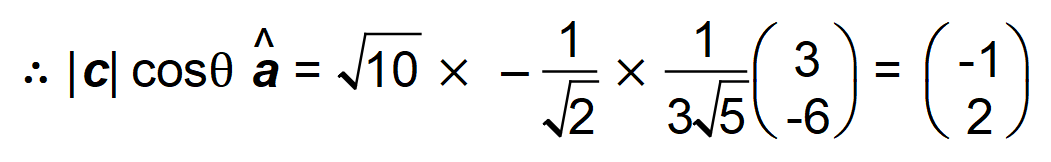 ∴ |c| cosθ â = √10 × − 1/√2 × 1/(3√5) (3, -6) = (-1, 2)